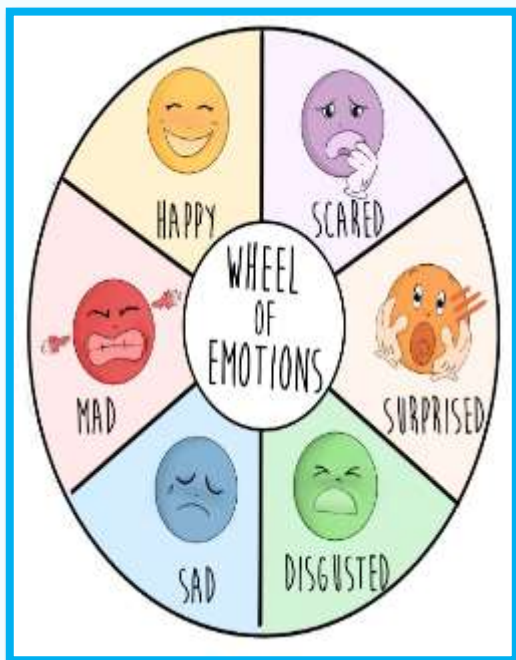 HAPPY
SCARED
WHEEL
OF
EMOTIONS
MAD
SURPRISED
SAD
DISGUSTED